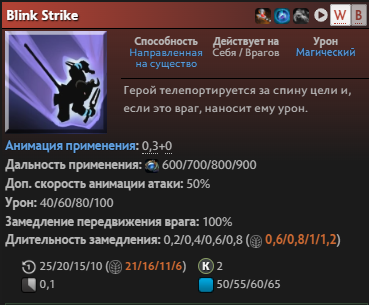 Blink Strike
W B
Способность
Направленная
на существо
Действует на
Себя / Врагов
Урон
Магический
Герой телепортируется за спину цели и,
если это враг, наносит ему урон.
Анимация применения: 0,3+0
Дальность применения: 600/700/800/900
Доп. скорость анимации атаки: 50%
Урон: 40/60/80/100
Замедление передвижения врага: 100%
Длительность замедления: 0,2/0,4/0,6/0,8 (0,6/0,8/1/1,2)
25/20/15/10 (21/16/11/6) K 2
0,1 50/55/60/65